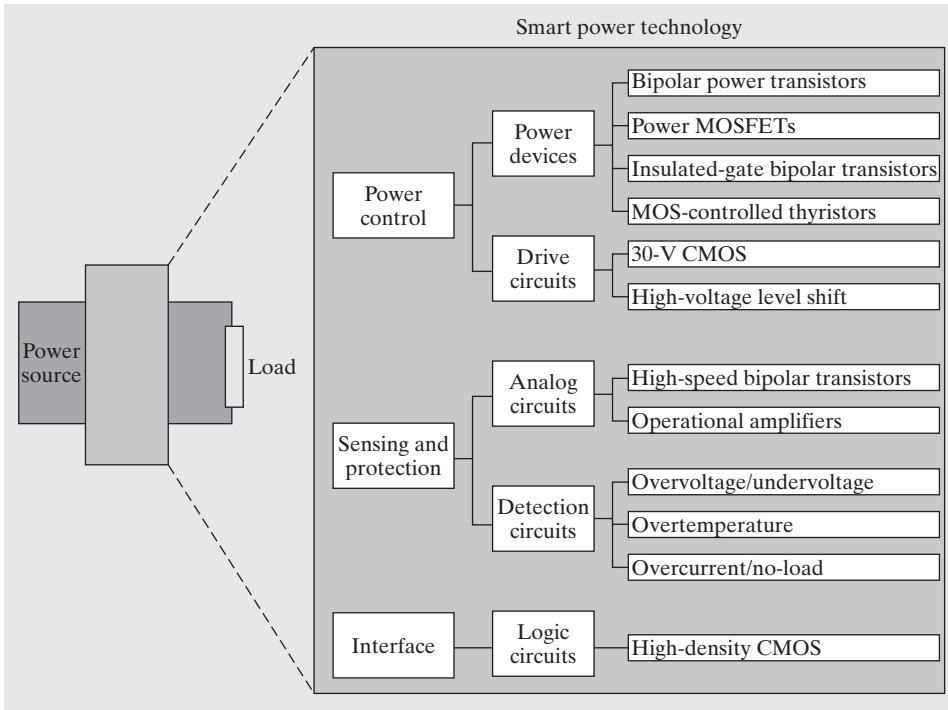 Smart power technology
Power
source
Load
Power
control
Power
devices
Bipolar power transistors
Power MOSFETs
Insulated-gate bipolar transistors
MOS-controlled thyristors
Drive
circuits
30-V CMOS
High-voltage level shift
Sensing and
protection
Analog
circuits
High-speed bipolar transistors
Operational amplifiers
Detection
circuits
Overvoltage/undervoltage
Overtemperature
Overcurrent/no-load
Interface
Logic
circuits
High-density CMOS